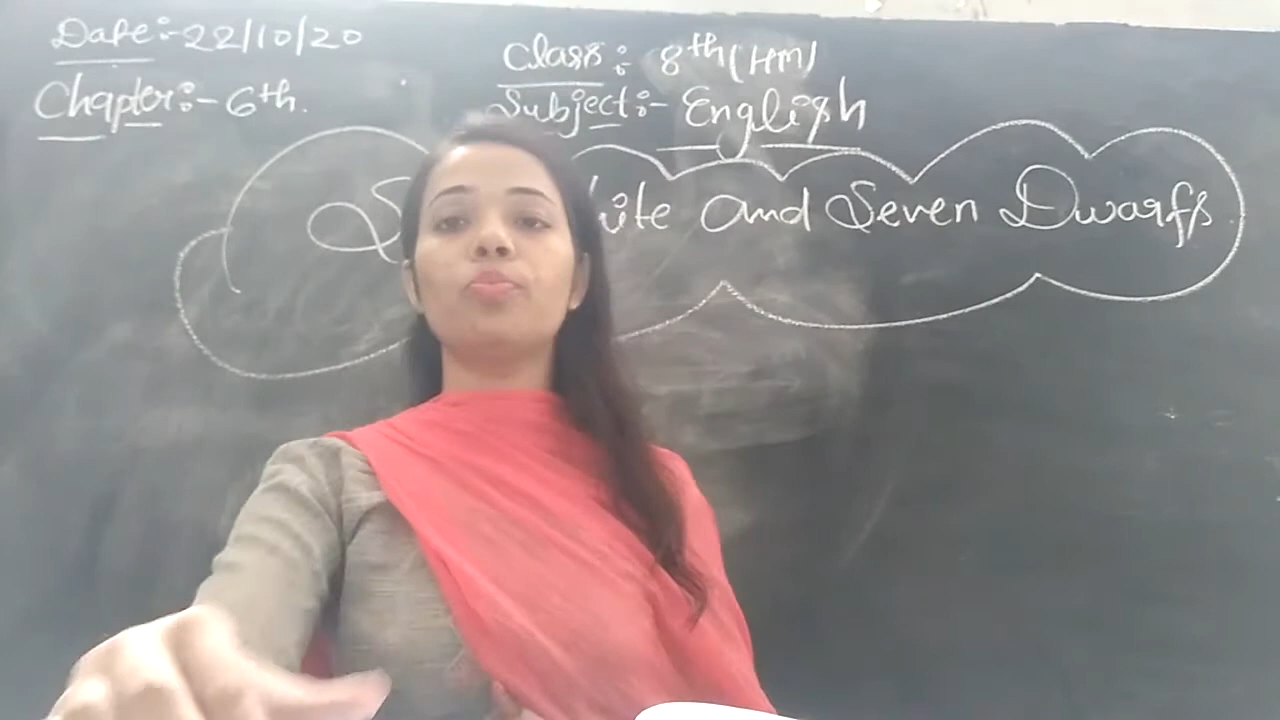 Date:-22/10/20
Class: 8th(HM)
Chapter:-6th.
Subject:- English
and Seven Dwarfs